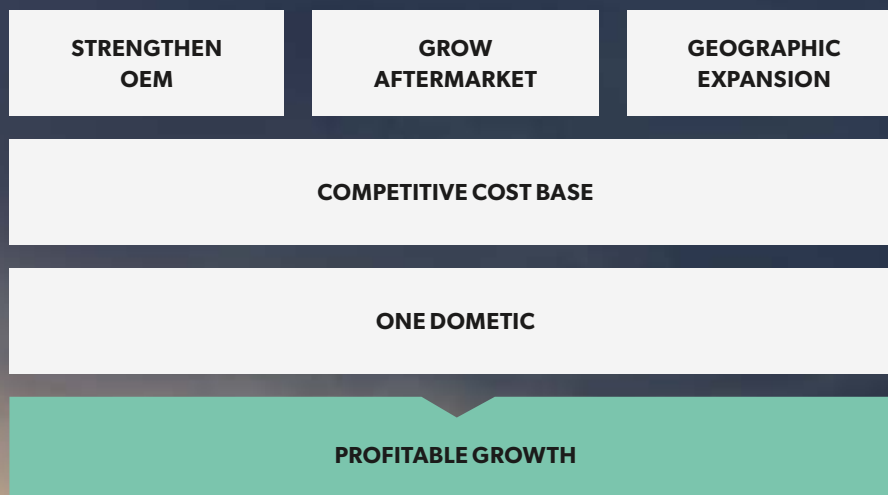 STRENGTHEN
OEM
GROW
AFTERMARKET
GEOGRAPHIC
EXPANSION
COMPETITIVE COST BASE
ONE DOMETIC
PROFITABLE GROWTH